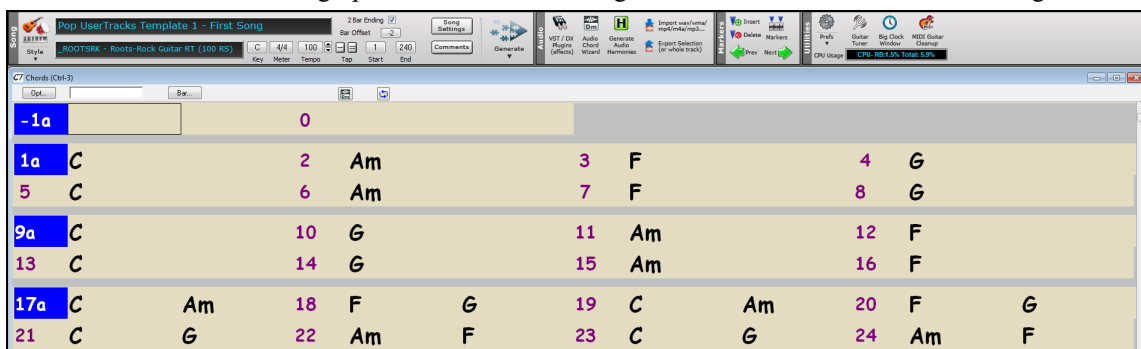 Song
Pop UserTracks Template 1 - First Song
Style
_ROOTSRK - Roots-Rock Guitar RT (100 RS)
C 4/4 100 1 240
Key Meter Tempo Tap Start End
2 Bar Ending
Bar Offset -2
Song Settings
Comments
Generate
Audio
VST / DX Plugins (effects)
Dm
Audio Chord Wizard
H
Generate Audio Harmonies
Import wav/wma/mp4/m4a/mp3...
Export Selection (or whole track)
Markers
Insert
Delete
Markers
Prev Next
Utilities
Prefs
Guitar Tuner
Big Clock Window
MIDI Guitar Cleanup
CPU Usage CPU- RB:1.5% Total: 5.9%
C7 Chords (Ctrl-3)
Opt... Bar...
-1a 0
1a C 2 Am 3 F 4 G
5 C 6 Am 7 F 8 G
9a C 10 G 11 Am 12 F
13 C 14 G 15 Am 16 F
17a C Am 18 F G 19 C Am 20 F G
21 C G 22 Am F 23 C G 24 Am F